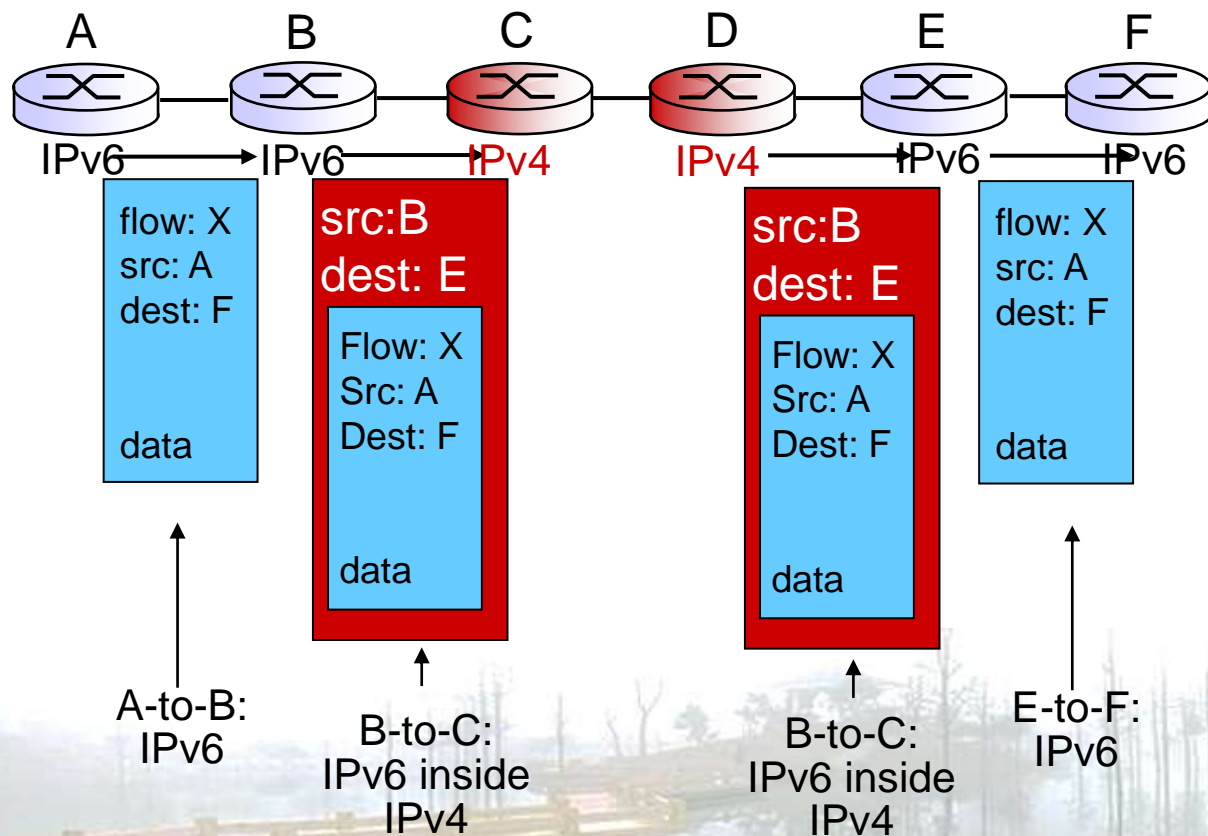 A B C D E F
IPv6 IPv6 IPv4 IPv4 IPv6 IPv6
flow: X
src: A
dest: F
data
src:B
dest: E
Flow: X
Src: A
Dest: F
data
src:B
dest: E
Flow: X
Src: A
Dest: F
data
flow: X
src: A
dest: F
data
A-to-B:
IPv6
B-to-C:
IPv6 inside
IPv4
B-to-C:
IPv6 inside
IPv4
E-to-F:
IPv6